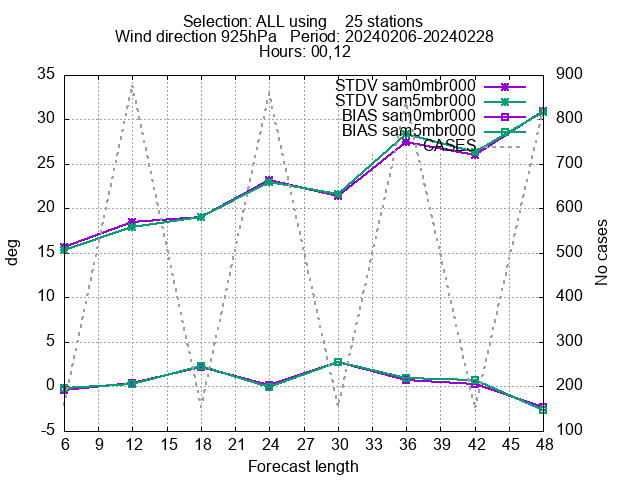 Selection: ALL using    25 stations
Wind direction 925hPa   Period: 20240206-20240228
Hours: 00,12
35 900
STDV sam0mbr000
STDV sam5mbr000
30 800
BIAS sam0mbr000
BIAS sam5mbr000
CASES
25 700
20 600
deg
15 500
No cases
10 400
5 300
0 200
-5 100
6 9 12 15 18 21 24 27 30 33 36 39 42 45 48
Forecast length